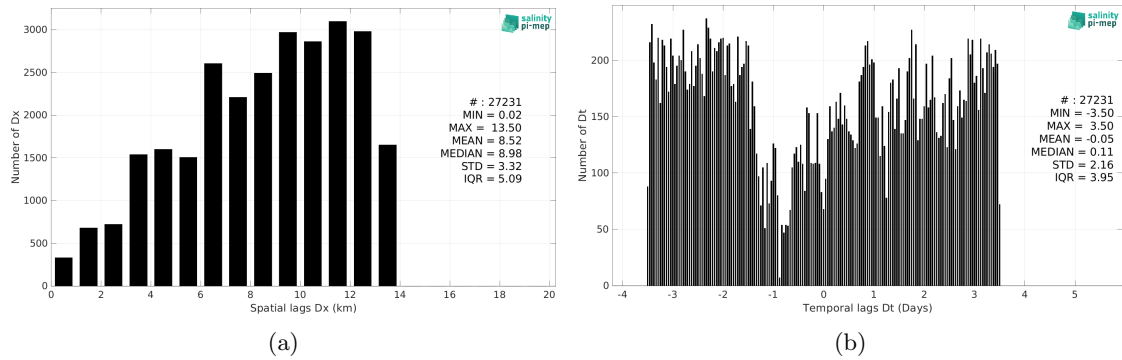 salinity
pi-mep
3000
2500
2000
1500
1000
500
0
Number of Dx
# : 27231
MIN = 0.02
MAX = 13.50
MEAN = 8.52
MEDIAN = 8.98
STD = 3.32
IQR = 5.09
0 2 4 6 8 10 12 14 16 18 20
Spatial lags Dx (km)
(a)
salinity
pi-mep
200
150
100
50
0
Number of Dt
# : 27231
MIN = -3.50
MAX = 3.50
MEAN = -0.05
MEDIAN = 0.11
STD = 2.16
IQR = 3.95
-4 -3 -2 -1 0 1 2 3 4 5
Temporal lags Dt (Days)
(b)